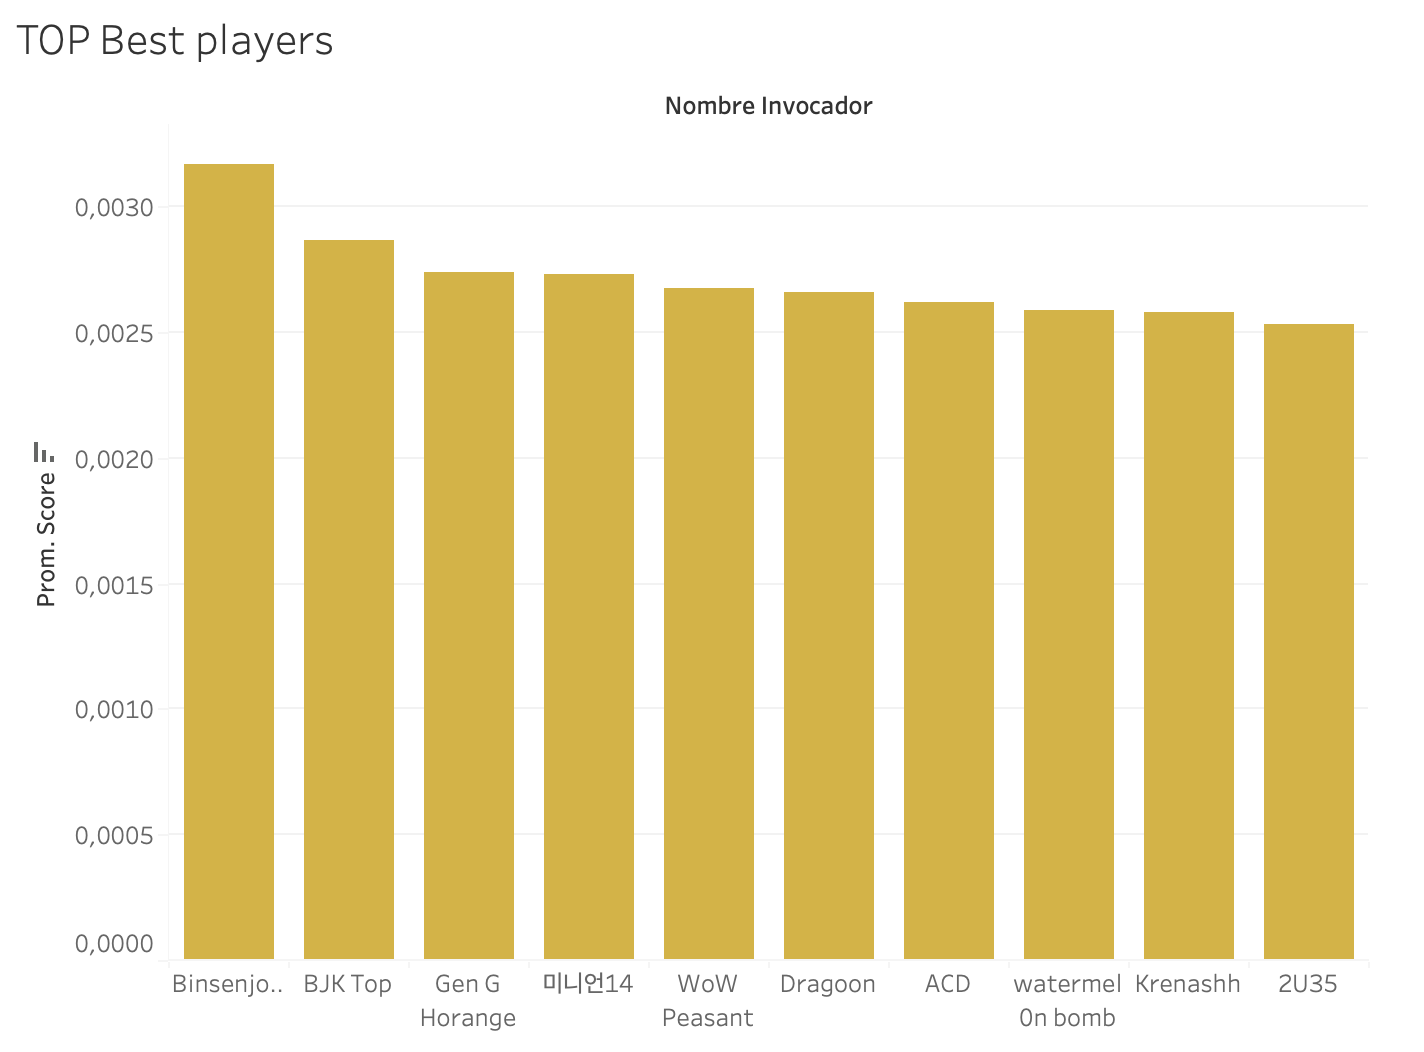 TOP Best players
Nombre Invocador
0,0030
0,0025
0,0020
0,0015
0,0010
0,0005
0,0000
Prom. Score
Binsenjo..
BJK Top
Gen G
Horange
미니언14
WoW
Peasant
Dragoon
ACD
watermel
0n bomb
Krenashh
2U35